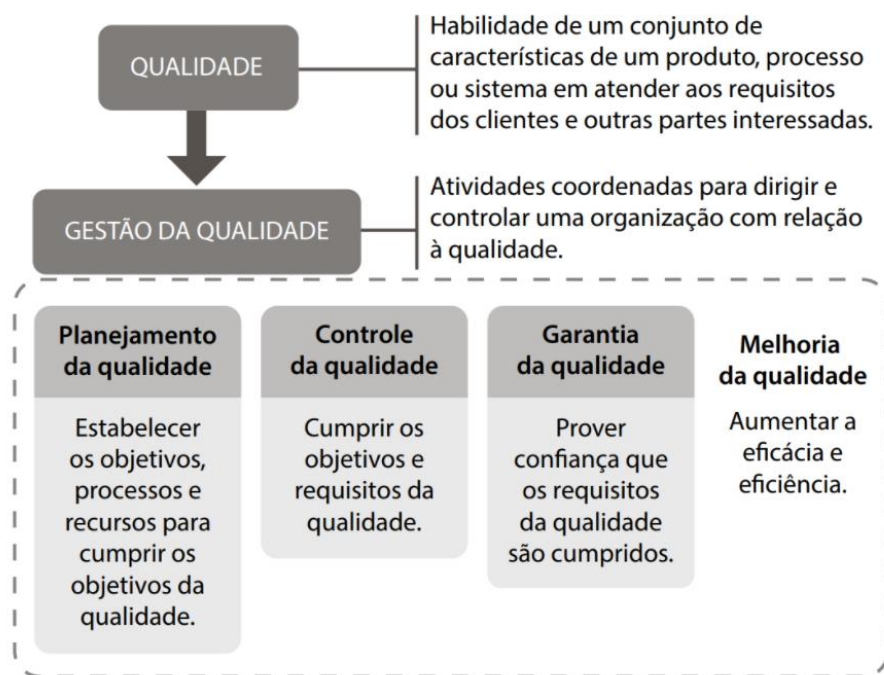 QUALIDADE
Habilidade de um conjunto de
características de um produto, processo
ou sistema em atender aos requisitos
dos clientes e outras partes interessadas.
GESTÃO DA QUALIDADE
Atividades coordenadas para dirigir e
controlar uma organização com relação
à qualidade.
Planejamento
da qualidade
Estabelecer
os objetivos,
processos e
recursos para
cumprir os
objetivos da
qualidade.
Controle
da qualidade
Cumprir os
objetivos e
requisitos da
qualidade.
Garantia
da qualidade
Prover
confiança que
os requisitos
da qualidade
são cumpridos.
Melhoria
da qualidade
Aumentar a
eficácia e
eficiência.